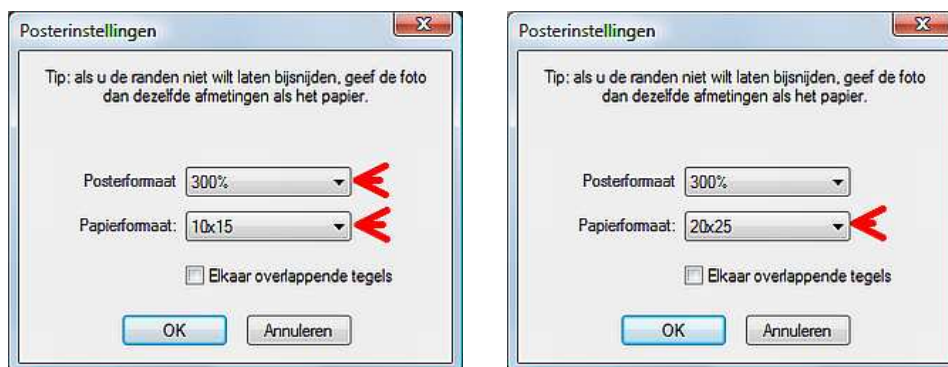 Posterinstellingen
Tip: als u de randen niet wilt laten bijsnijden, geef de foto
dan dezelfde afmetingen als het papier.
Posterformaat 300%
Papierformaat: 10x15
Elkaar overlappende tegels
OK Annuleren
Posterinstellingen
Tip: als u de randen niet wilt laten bijsnijden, geef de foto
dan dezelfde afmetingen als het papier.
Posterformaat 300%
Papierformaat: 20x25
Elkaar overlappende tegels
OK Annuleren